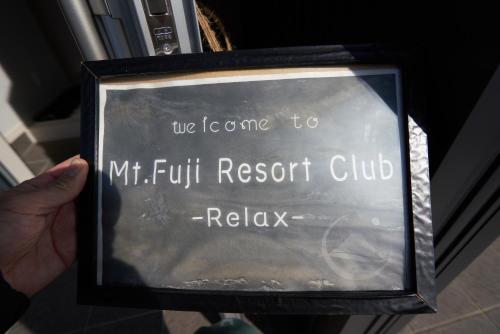 welcome to
Mt.Fuji Resort Club
-Relax-